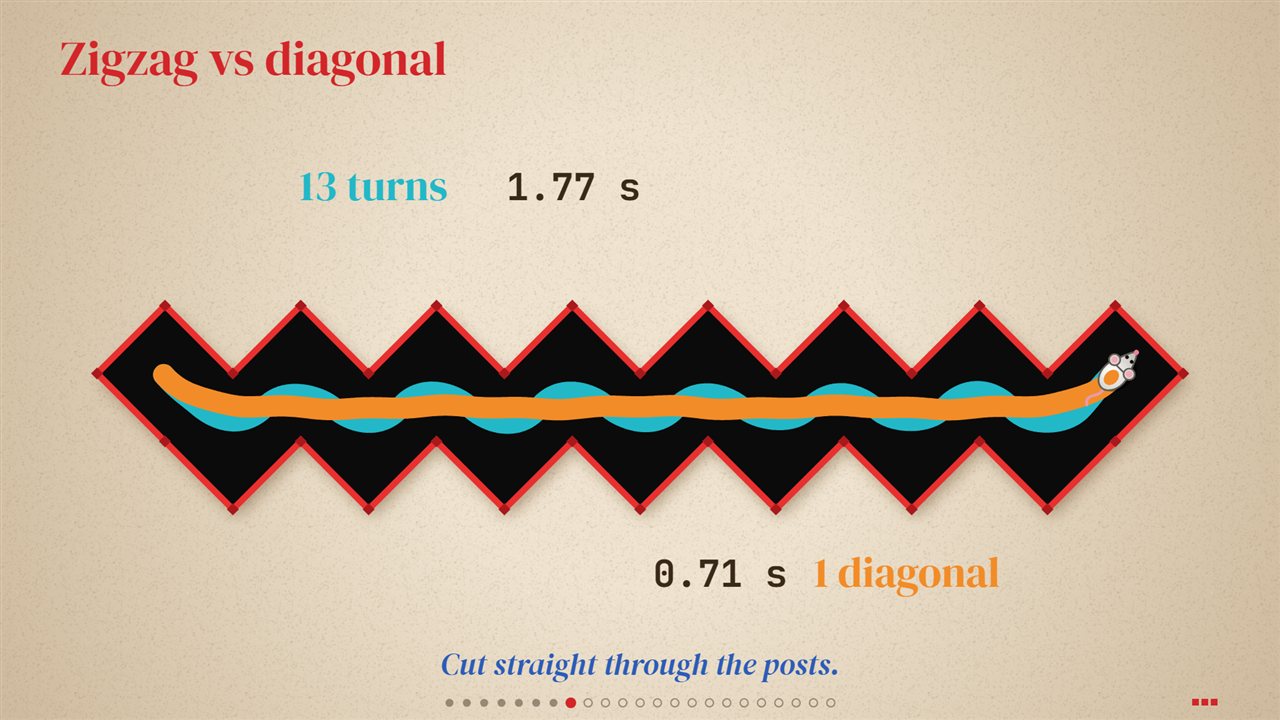 Zigzag vs diagonal
13 turns 1.77 s
0.71 s 1 diagonal
Cut straight through the posts.